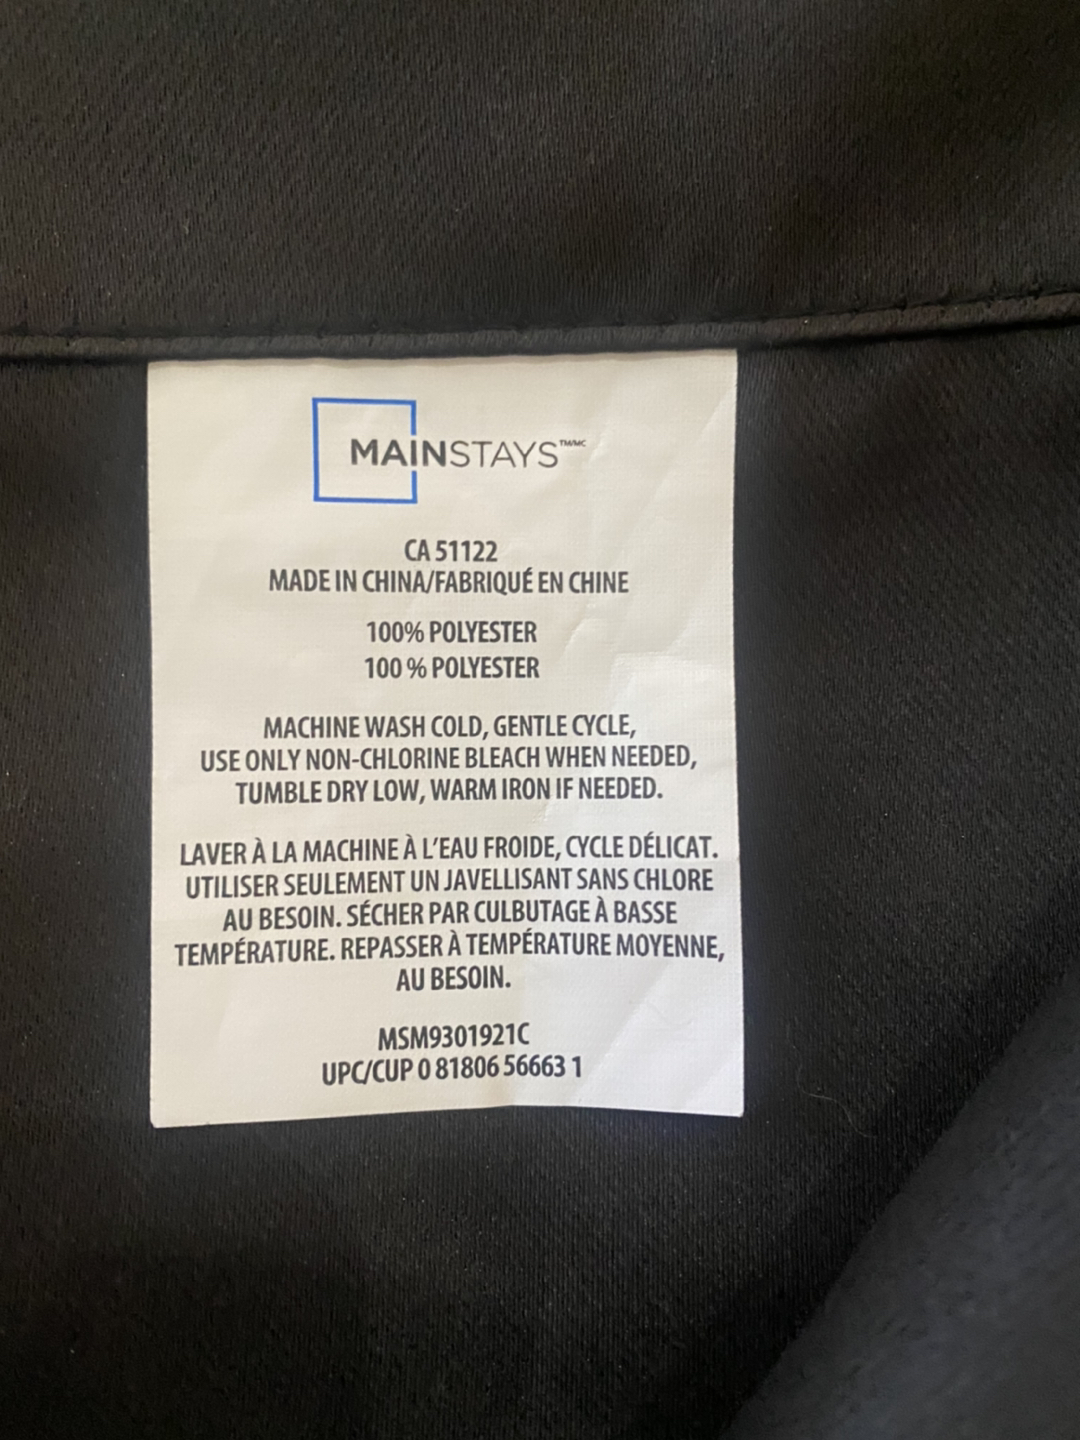 MAINSTAYS™/MC
CA 51122
MADE IN CHINA/FABRIQUÉ EN CHINE
100% POLYESTER
100 % POLYESTER
MACHINE WASH COLD, GENTLE CYCLE,
USE ONLY NON-CHLORINE BLEACH WHEN NEEDED,
TUMBLE DRY LOW, WARM IRON IF NEEDED.
LAVER À LA MACHINE À L'EAU FROIDE, CYCLE DÉLICAT.
UTILISER SEULEMENT UN JAVELLISANT SANS CHLORE
AU BESOIN. SÉCHER PAR CULBUTAGE À BASSE
TEMPÉRATURE. REPASSER À TEMPÉRATURE MOYENNE,
AU BESOIN.
MSM9301921C
UPC/CUP 0 81806 56663 1